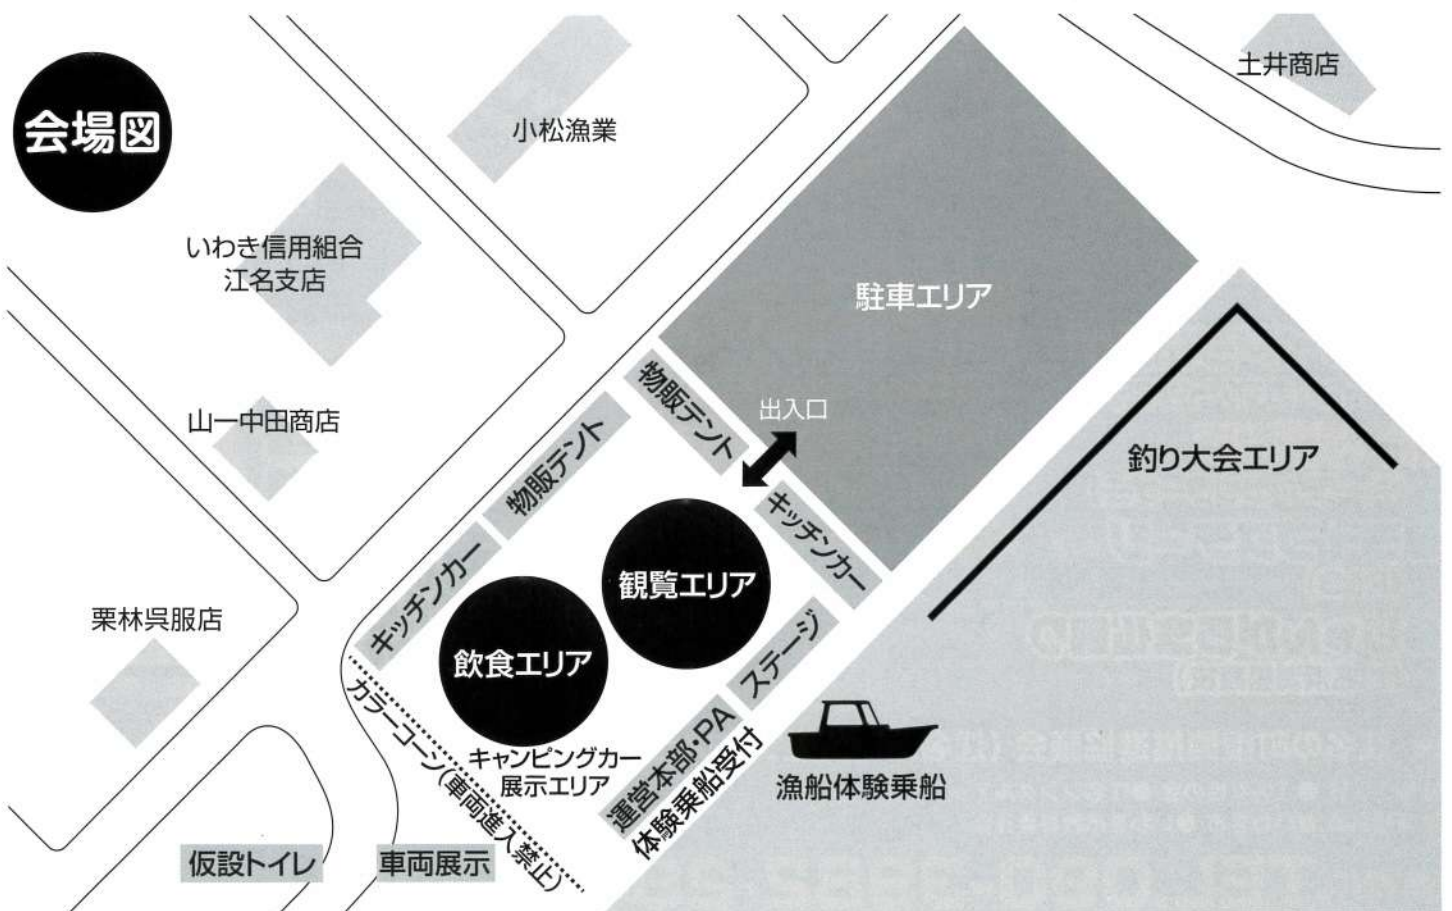 会場図
土井商店
小松漁業
いわき信用組合
江名支店
駐車エリア
山一中田商店
物販テント
出入口
物販テント
釣り大会エリア
キッチンカー
キッチンカー
観覧エリア
栗林呉服店
飲食エリア
ステージ
カラーコーン(車両進入禁止)
キャンピングカー
展示エリア
運営本部・PA
体験乗船受付
漁船体験乗船
仮設トイレ
車両展示